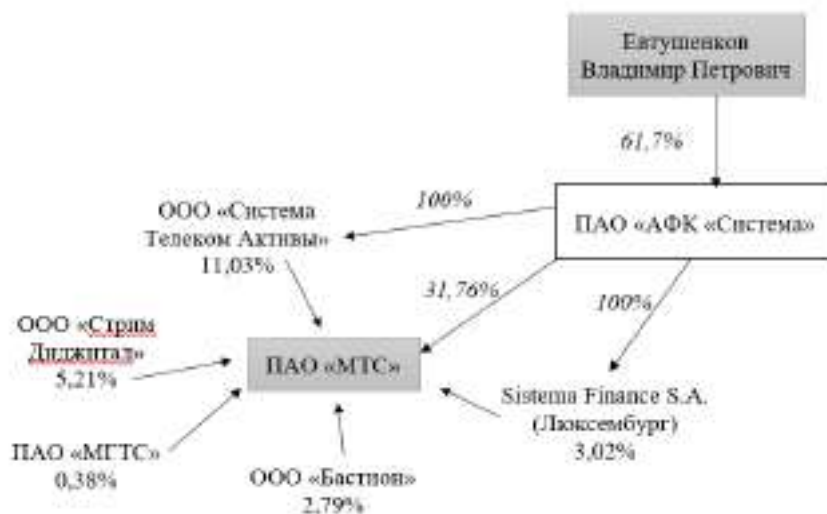 Евтушенков
Владимир Петрович
61,7%
100%
ООО «Система
Телеком Активы»
11,03%
ПАО «АФК «Система»
31,76%
100%
ООО «Стрим
Диджитал»
5,21%
ПАО «МТС»
Sistema Finance S.A.
(Люксембург)
3,02%
ПАО «МГТС»
0,38%
ООО «Бастион»
2,79%